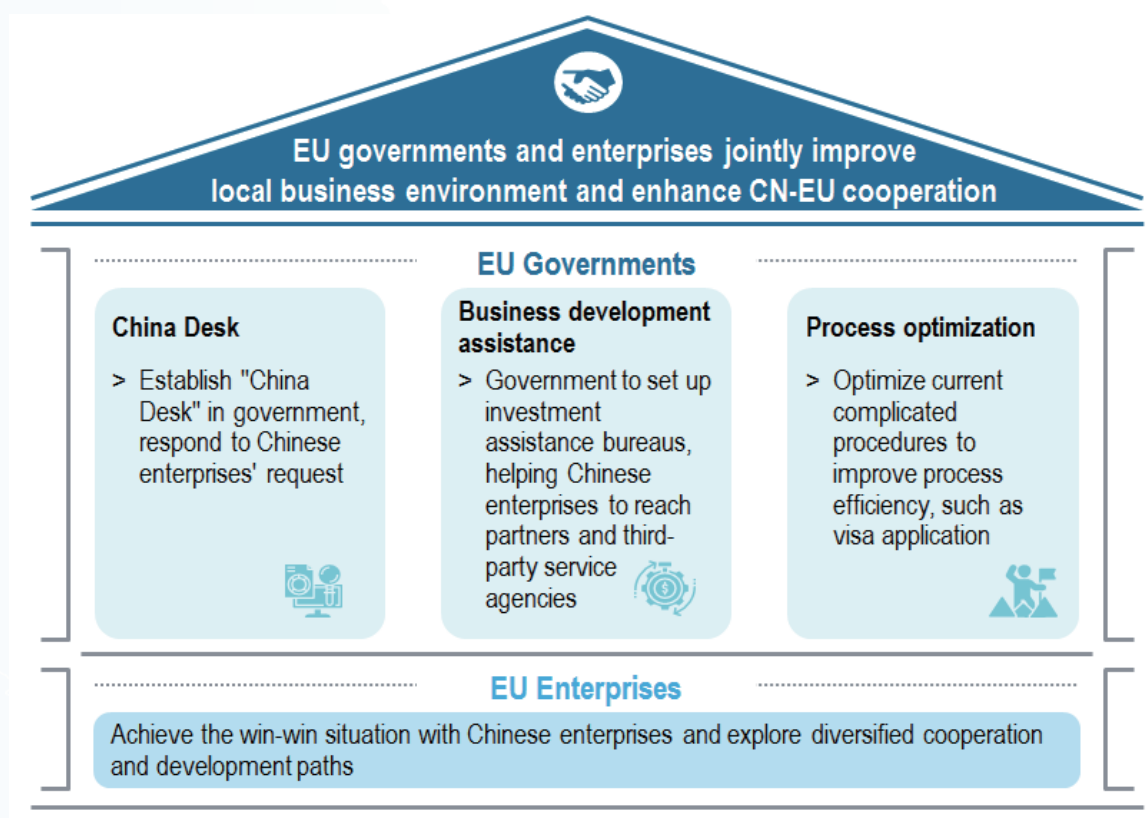 EU governments and enterprises jointly improve
local business environment and enhance CN-EU cooperation
EU Governments
China Desk
> Establish "China
Desk" in government,
respond to Chinese
enterprises' request
Business development
assistance
> Government to set up
investment
assistance bureaus,
helping Chinese
enterprises to reach
partners and third-
party service
agencies
Process optimization
> Optimize current
complicated
procedures to
improve process
efficiency, such as
visa application
EU Enterprises
Achieve the win-win situation with Chinese enterprises and explore diversified cooperation
and development paths